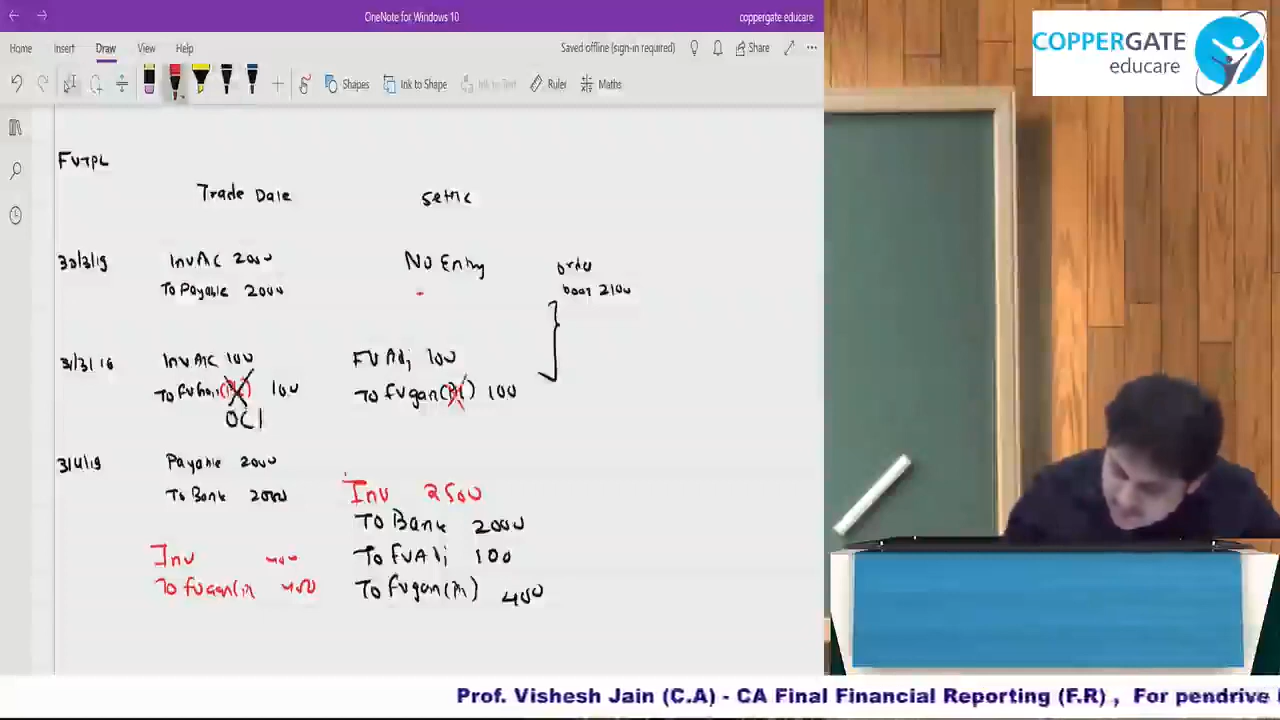 OneNote for Windows 10
coppergate educare
Home Insert Draw View Help
Saved offline (sign-in required)
Share
Shapes
Ink to Shape
Ink to Text
Ruler
Maths
COPPERGATE
educare
FVTPL
Trade Date
30/3/19
Inv A/c 2000
No Entry
order
To Payable 2000
book 2100
31/3/
Inv A/c 100
FV Adj 100
To FV gain 100
To FV gain 100
OCI
3/4/19
Payable 2000
To Bank 2000
Inv 2500
To Bank 2000
Inv 400
To FV Adj 100
To FV gain 400
To FV gain 400
Prof. Vishesh Jain (C.A) - CA Final Financial Reporting (F.R) , For pendrive